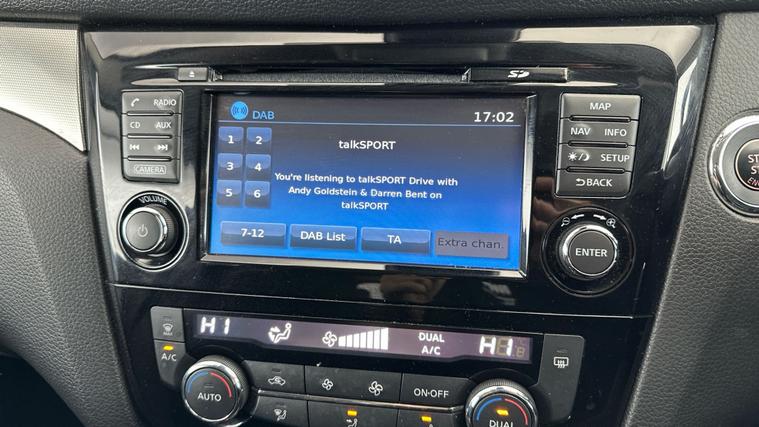 SD
RADIO
CD AUX
CAMERA
VOLUME
DAB 17:02
talkSPORT
You're listening to talkSPORT Drive with
Andy Goldstein & Darren Bent on
talkSPORT
1 2
3 4
5 6
7-12 DAB List TA Extra chan.
MAP
NAV INFO
SETUP
BACK
ENTER
HI DUAL HI
A/C
MAX
A/C
AUTO
ON·OFF
DUAL